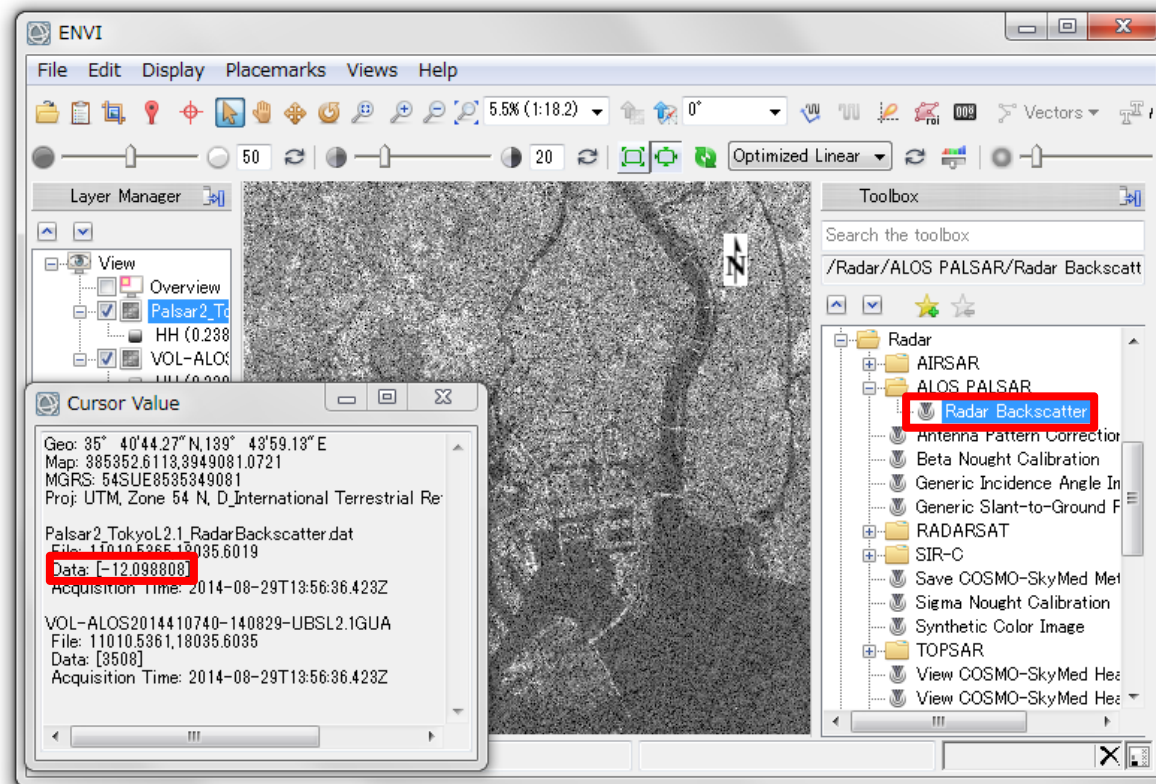 ENVI
File Edit Display Placemarks Views Help
5.5% (1:18.2) 0° Vectors
50 20 Optimized Linear
Layer Manager
View
Overview
Palsar2_To
HH (0.238
VOL-ALOS
N
Toolbox
Search the toolbox
/Radar/ALOS PALSAR/Radar Backscatt
Radar
AIRSAR
ALOS PALSAR
Radar Backscatter
Antenna Pattern Correction
Beta Nought Calibration
Generic Incidence Angle In
Generic Slant-to-Ground F
RADARSAT
SIR-C
Save COSMO-SkyMed Met
Sigma Nought Calibration
Synthetic Color Image
TOPSAR
View COSMO-SkyMed Hea
View COSMO-SkyMed Hea
Cursor Value
Geo: 35° 40'44.27"N,139° 43'59.13"E
Map: 385352.6113,3949081.0721
MGRS: 54SUE8535349081
Proj: UTM, Zone 54 N, D_International Terrestrial Re
Palsar2_TokyoL2.1_RadarBackscatter.dat
File: 11010.5365,18035.6019
Data: [-12.098808]
Acquisition Time: 2014-08-29T13:56:36.423Z
VOL-ALOS2014410740-140829-UBSL2.1GUA
File: 11010.5361,18035.6035
Data: [3508]
Acquisition Time: 2014-08-29T13:56:36.423Z